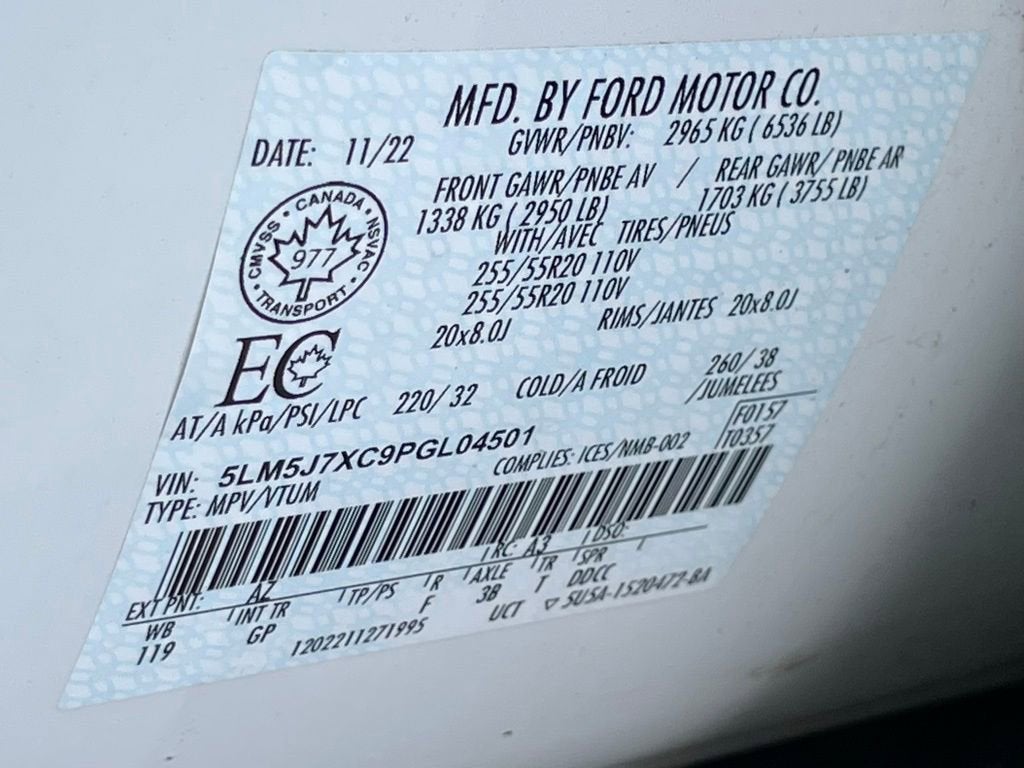 MFD. BY FORD MOTOR CO.
DATE: 11/22
GVWR/PNBV: 2965 KG ( 6536 LB)
FRONT GAWR/PNBE AV / REAR GAWR/ PNBE AR
1338 KG ( 2950 LB) 1703 KG ( 3755 LB)
WITH/AVEC TIRES/PNEUS
255/55R20 110V
255/55R20 110V
20x8.0J RIMS/JANTES 20x8.0J
CMVSS • CANADA • NSVAC • TRANSPORT •
977
EC
AT/A kPa/PSI/LPC 220/ 32 COLD/A FROID 260/ 38
/JUMELEES
VIN: 5LM5J7XC9PGL04501
F0157
TYPE: MPV/VTUM COMPLIES: ICES/NMB-002 T0357
EXT PNT: AZ RC: A3 DSO:
WB INT TR TP/PS R AXLE TR SPR
119 GP F 3B T DDCC
1202211271995 UCT ▽ 5U5A-1520472-BA